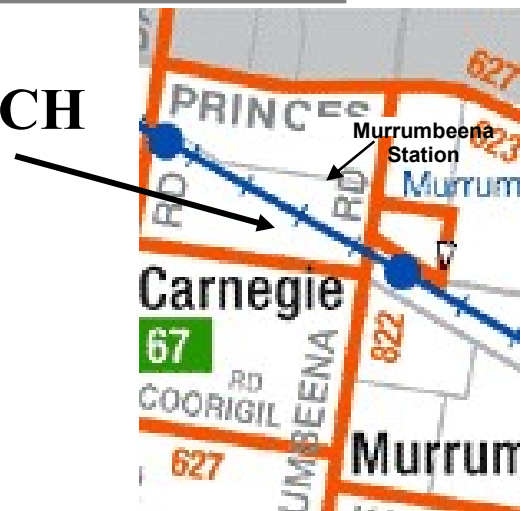 627
CH
PRINCES
Murrumbeena
Station
823
Murrum
RD
RD
Carnegie
67
822
RD
COORIGIL
UMBEENA
627
Murrum